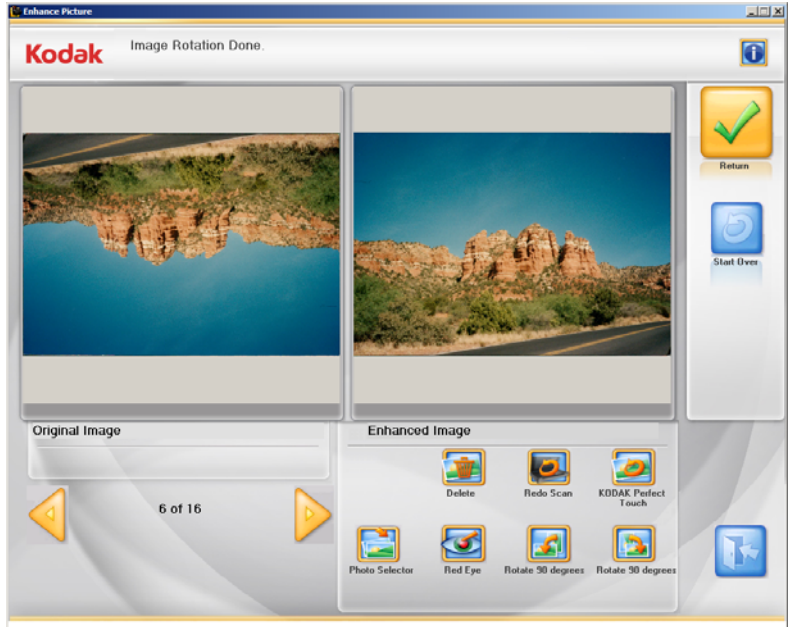 Enhance Picture
Kodak
Image Rotation Done.
Return
Start Over
Original Image
Enhanced Image
Delete
Redo Scan
KODAK Perfect
Touch
6 of 16
Photo Selector
Red Eye
Rotate 90 degrees
Rotate 90 degrees